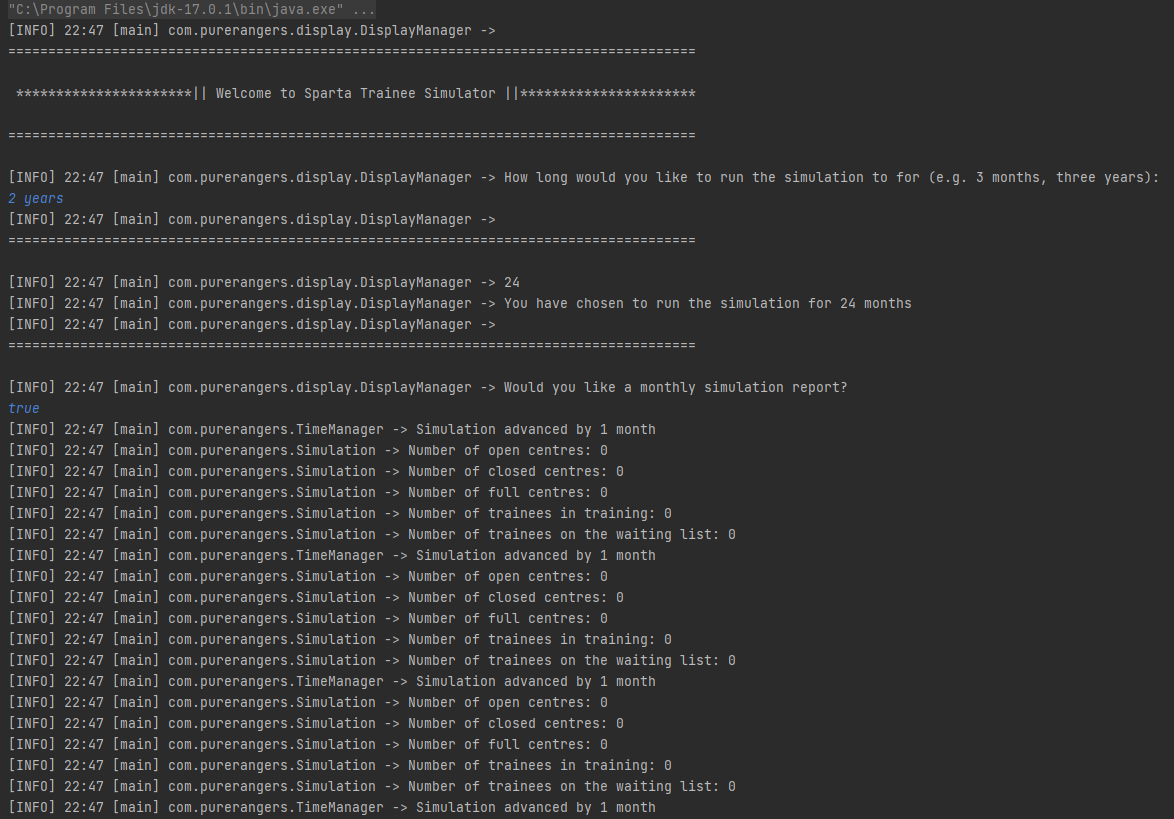 "C:\Program Files\jdk-17.0.1\bin\java.exe" ...
[INFO] 22:47 [main] com.purerangers.display.DisplayManager ->
======================================================================================
**********************|| Welcome to Sparta Trainee Simulator ||**********************
======================================================================================
[INFO] 22:47 [main] com.purerangers.display.DisplayManager -> How long would you like to run the simulation to for (e.g. 3 months, three years):
2 years
[INFO] 22:47 [main] com.purerangers.display.DisplayManager ->
======================================================================================
[INFO] 22:47 [main] com.purerangers.display.DisplayManager -> 24
[INFO] 22:47 [main] com.purerangers.display.DisplayManager -> You have chosen to run the simulation for 24 months
[INFO] 22:47 [main] com.purerangers.display.DisplayManager ->
======================================================================================
[INFO] 22:47 [main] com.purerangers.display.DisplayManager -> Would you like a monthly simulation report?
true
[INFO] 22:47 [main] com.purerangers.TimeManager -> Simulation advanced by 1 month
[INFO] 22:47 [main] com.purerangers.Simulation -> Number of open centres: 0
[INFO] 22:47 [main] com.purerangers.Simulation -> Number of closed centres: 0
[INFO] 22:47 [main] com.purerangers.Simulation -> Number of full centres: 0
[INFO] 22:47 [main] com.purerangers.Simulation -> Number of trainees in training: 0
[INFO] 22:47 [main] com.purerangers.Simulation -> Number of trainees on the waiting list: 0
[INFO] 22:47 [main] com.purerangers.TimeManager -> Simulation advanced by 1 month
[INFO] 22:47 [main] com.purerangers.Simulation -> Number of open centres: 0
[INFO] 22:47 [main] com.purerangers.Simulation -> Number of closed centres: 0
[INFO] 22:47 [main] com.purerangers.Simulation -> Number of full centres: 0
[INFO] 22:47 [main] com.purerangers.Simulation -> Number of trainees in training: 0
[INFO] 22:47 [main] com.purerangers.Simulation -> Number of trainees on the waiting list: 0
[INFO] 22:47 [main] com.purerangers.TimeManager -> Simulation advanced by 1 month
[INFO] 22:47 [main] com.purerangers.Simulation -> Number of open centres: 0
[INFO] 22:47 [main] com.purerangers.Simulation -> Number of closed centres: 0
[INFO] 22:47 [main] com.purerangers.Simulation -> Number of full centres: 0
[INFO] 22:47 [main] com.purerangers.Simulation -> Number of trainees in training: 0
[INFO] 22:47 [main] com.purerangers.Simulation -> Number of trainees on the waiting list: 0
[INFO] 22:47 [main] com.purerangers.TimeManager -> Simulation advanced by 1 month